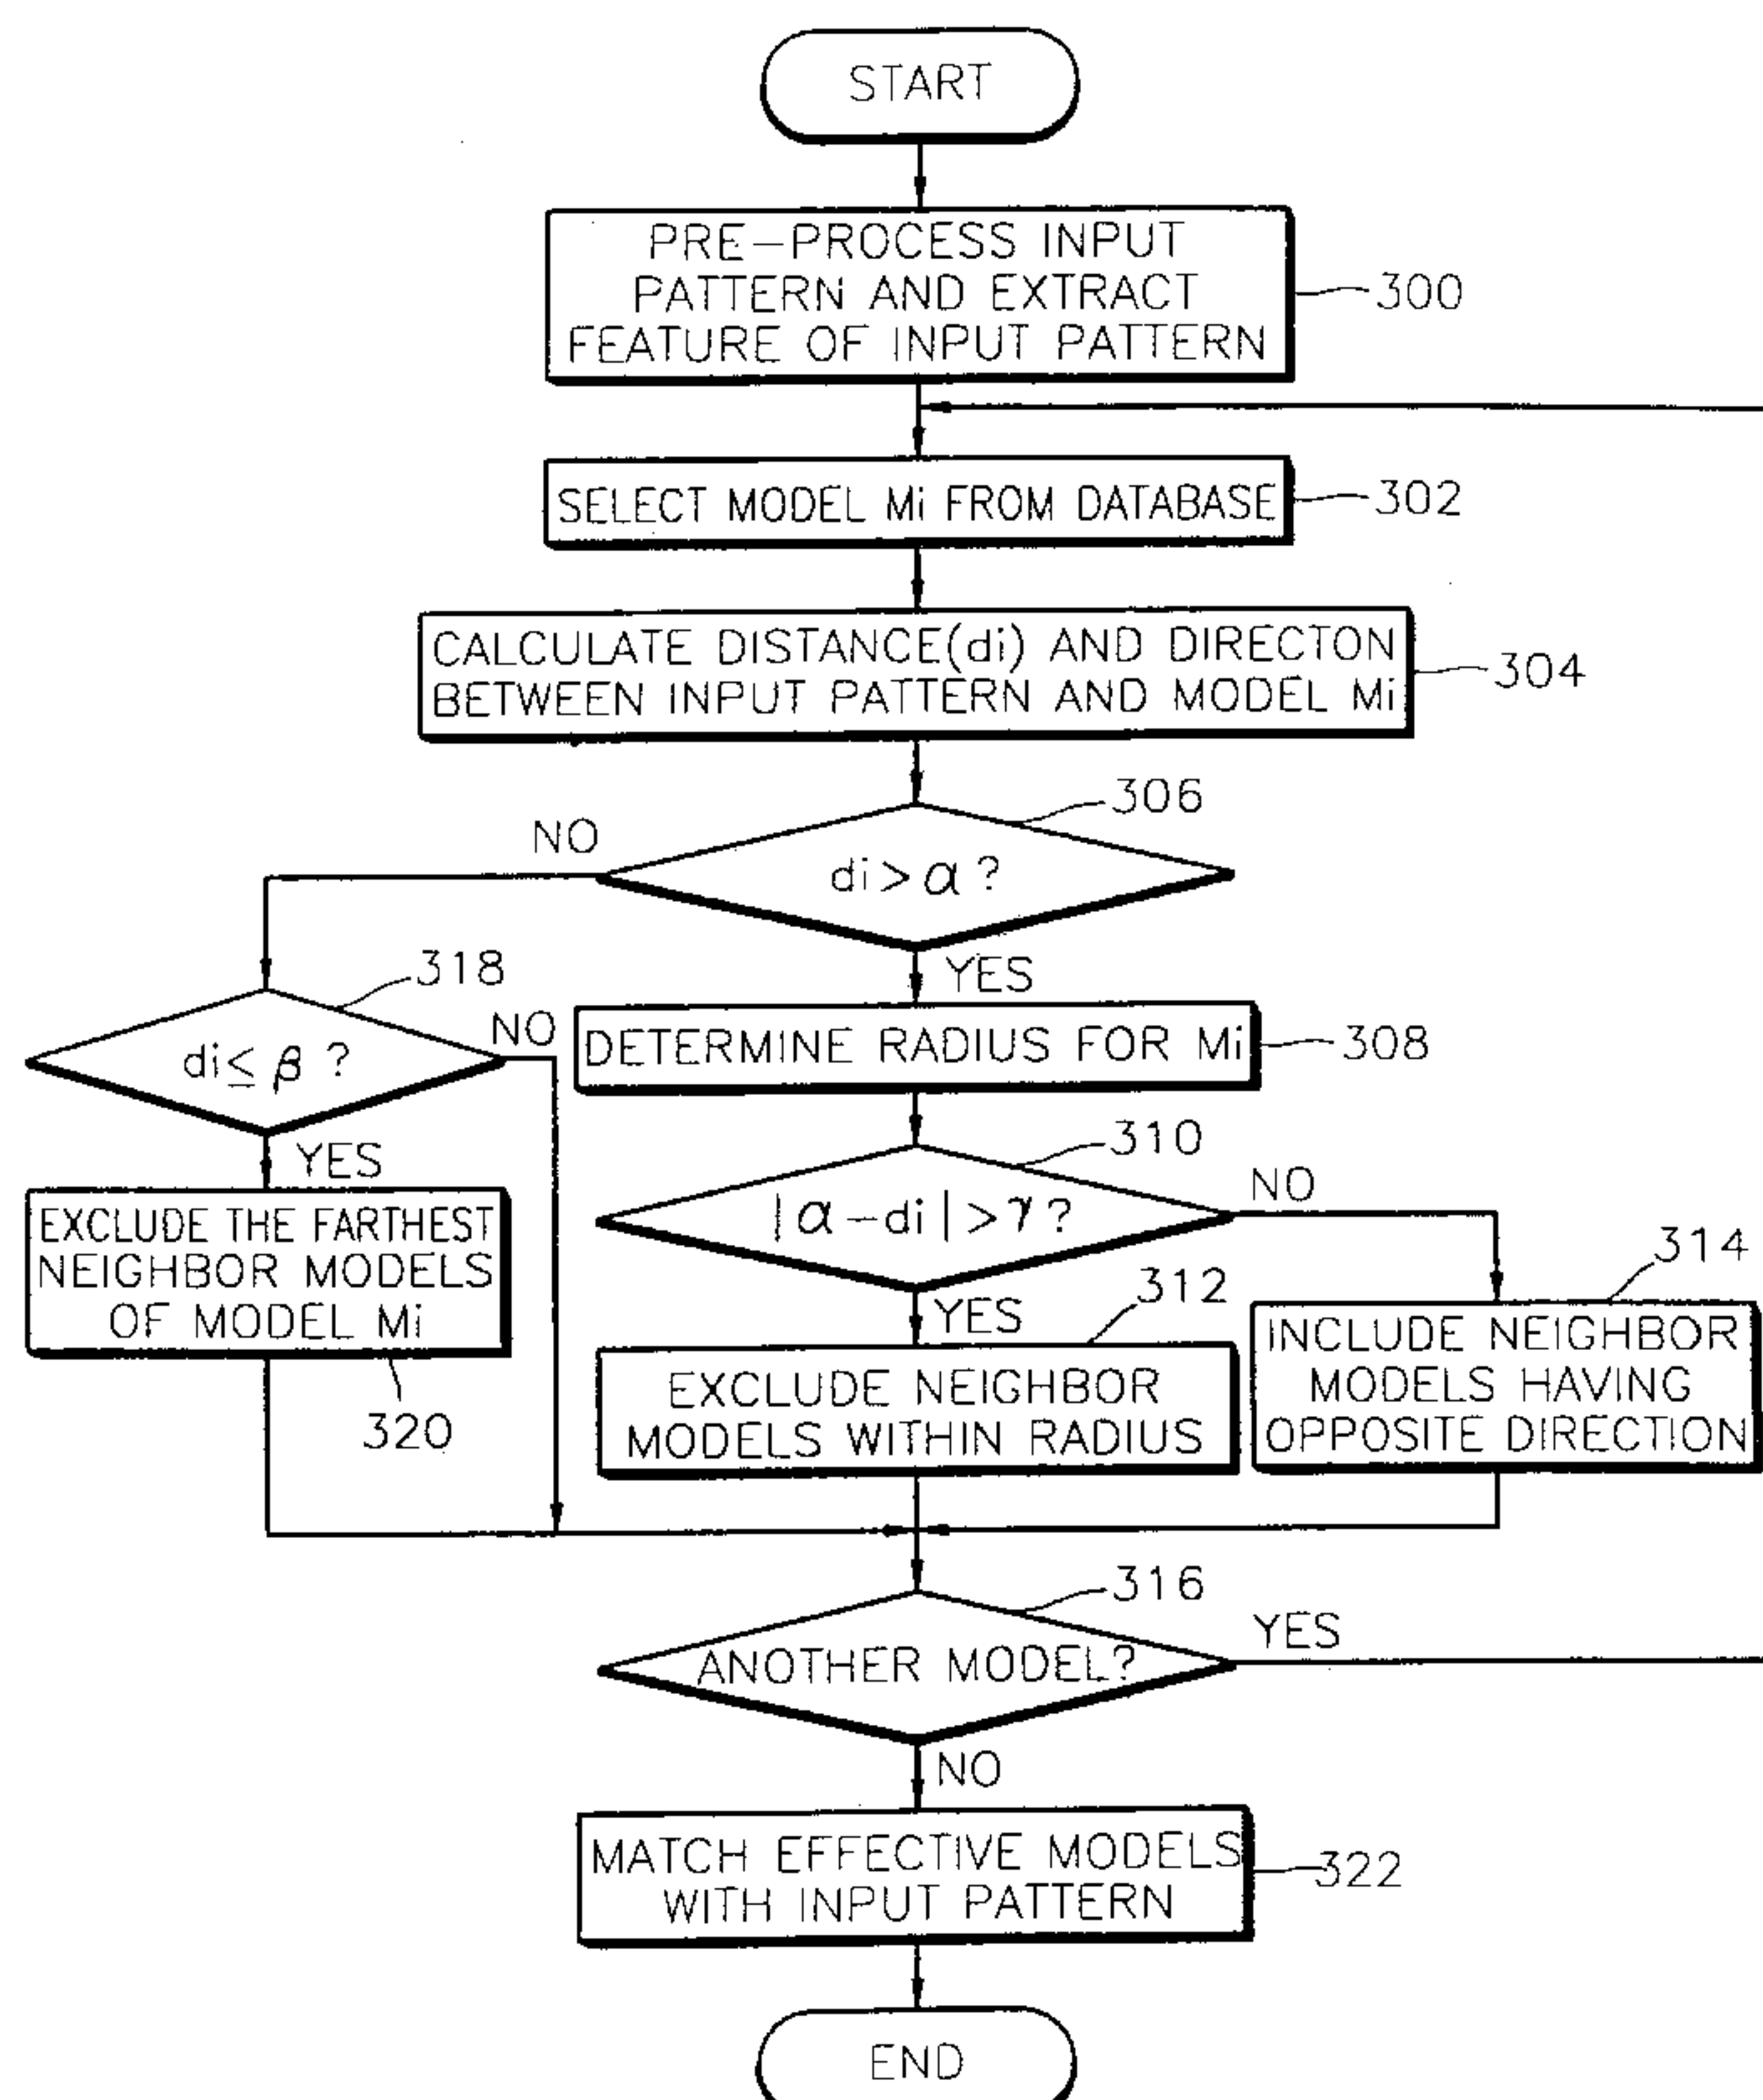 START
PRE-PROCESS INPUT
PATTERN AND EXTRACT
FEATURE OF INPUT PATTERN
300
SELECT MODEL Mi FROM DATABASE
302
CALCULATE DISTANCE(di) AND DIRECTON
BETWEEN INPUT PATTERN AND MODEL Mi
304
306
NO
di > α ?
YES
318
di ≤ β ?
NO
DETERMINE RADIUS FOR Mi
308
YES
310
|α - di| > γ ?
NO
EXCLUDE THE FARTHEST
NEIGHBOR MODELS
OF MODEL Mi
320
YES
312
EXCLUDE NEIGHBOR
MODELS WITHIN RADIUS
314
INCLUDE NEIGHBOR
MODELS HAVING
OPPOSITE DIRECTION
316
ANOTHER MODEL?
YES
NO
MATCH EFFECTIVE MODELS
WITH INPUT PATTERN
322
END